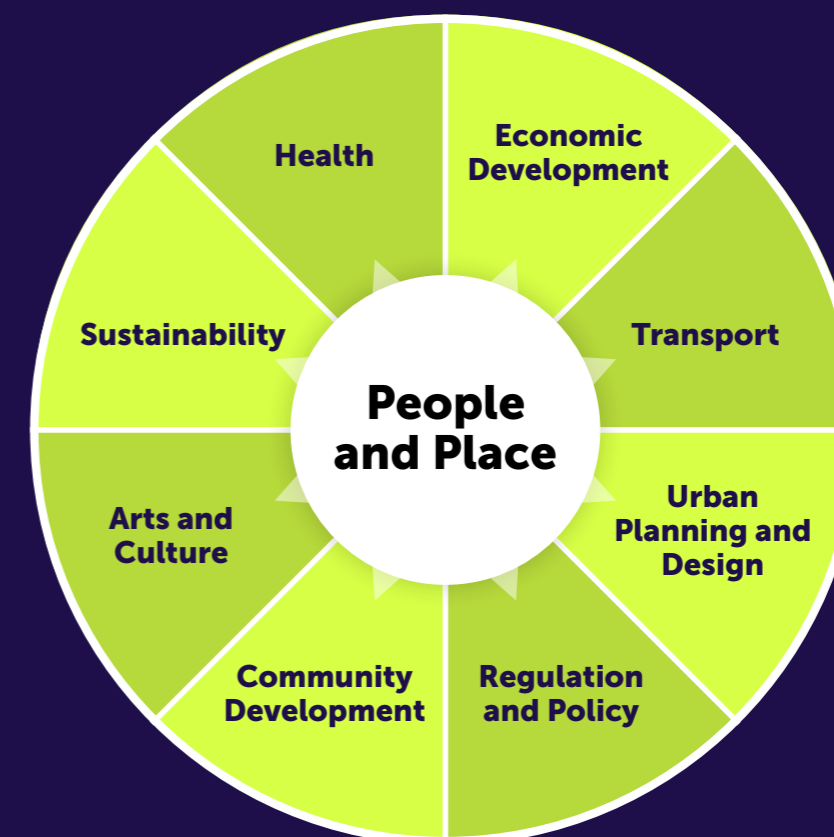 Health
Economic
Development
Sustainability
Transport
People
and Place
Arts and
Culture
Urban
Planning and
Design
Community
Development
Regulation
and Policy